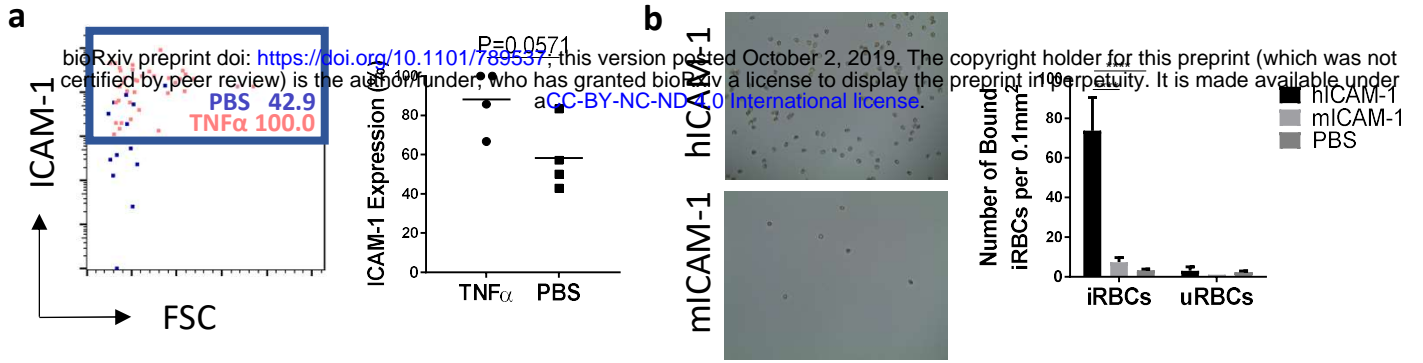 a
b
bioRxiv preprint doi: https://doi.org/10.1101/789537; this version posted October 2, 2019. The copyright holder for this preprint (which was not
certified by peer review) is the author/funder, who has granted bioRxiv a license to display the preprint in perpetuity. It is made available under
aCC-BY-NC-ND 4.0 International license.
ICAM-1
PBS 42.9
TNFα 100.0
FSC
P=0.0571
ICAM-1 Expression (%)
100
80
60
40
20
0
TNFα PBS
hICAM-1
mICAM-1
Number of Bound
iRBCs per 0.1mm²
100
80
60
40
20
0
****
****
iRBCs uRBCs
hICAM-1
mICAM-1
PBS